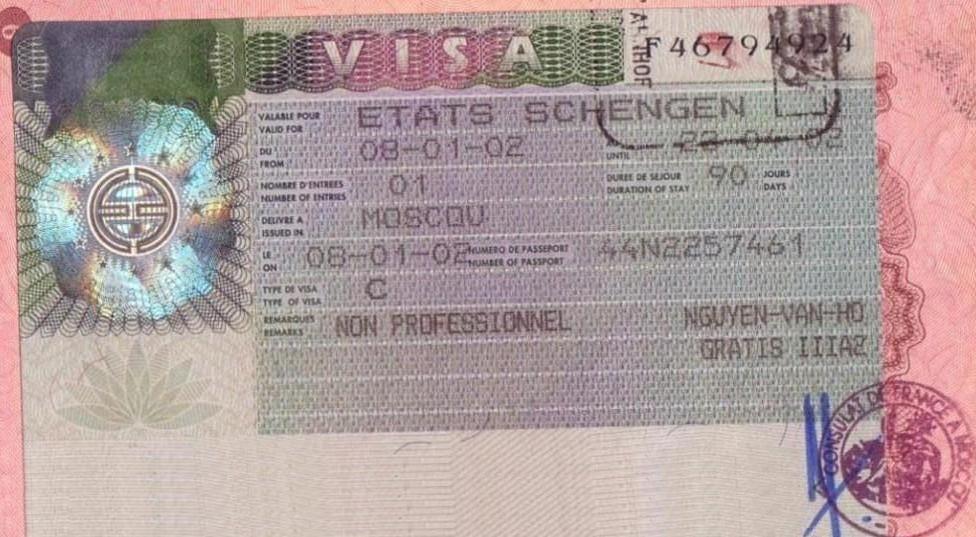 VISA
F 46794924
VALABLE POUR
VALID FOR
ETATS SCHENGEN
DU
FROM
08-01-02
UNTIL
NOMBRE D'ENTREES
NUMBER OF ENTRIES
01
DUREE DE SEJOUR
DURATION OF STAY
90
JOURS
DAYS
DELIVRE A
ISSUED IN
MOSCOU
LE
ON
08-01-02
NUMERO DE PASSEPORT
NUMBER OF PASSPORT
44N2257461
TYPE DE VISA
TYPE OF VISA
C
REMARQUES
REMARKS
NON PROFESSIONNEL
NGUYEN-VAN-HO
GRATIS IIIA2
CONSULAT DE FRANCE A MOSCOU